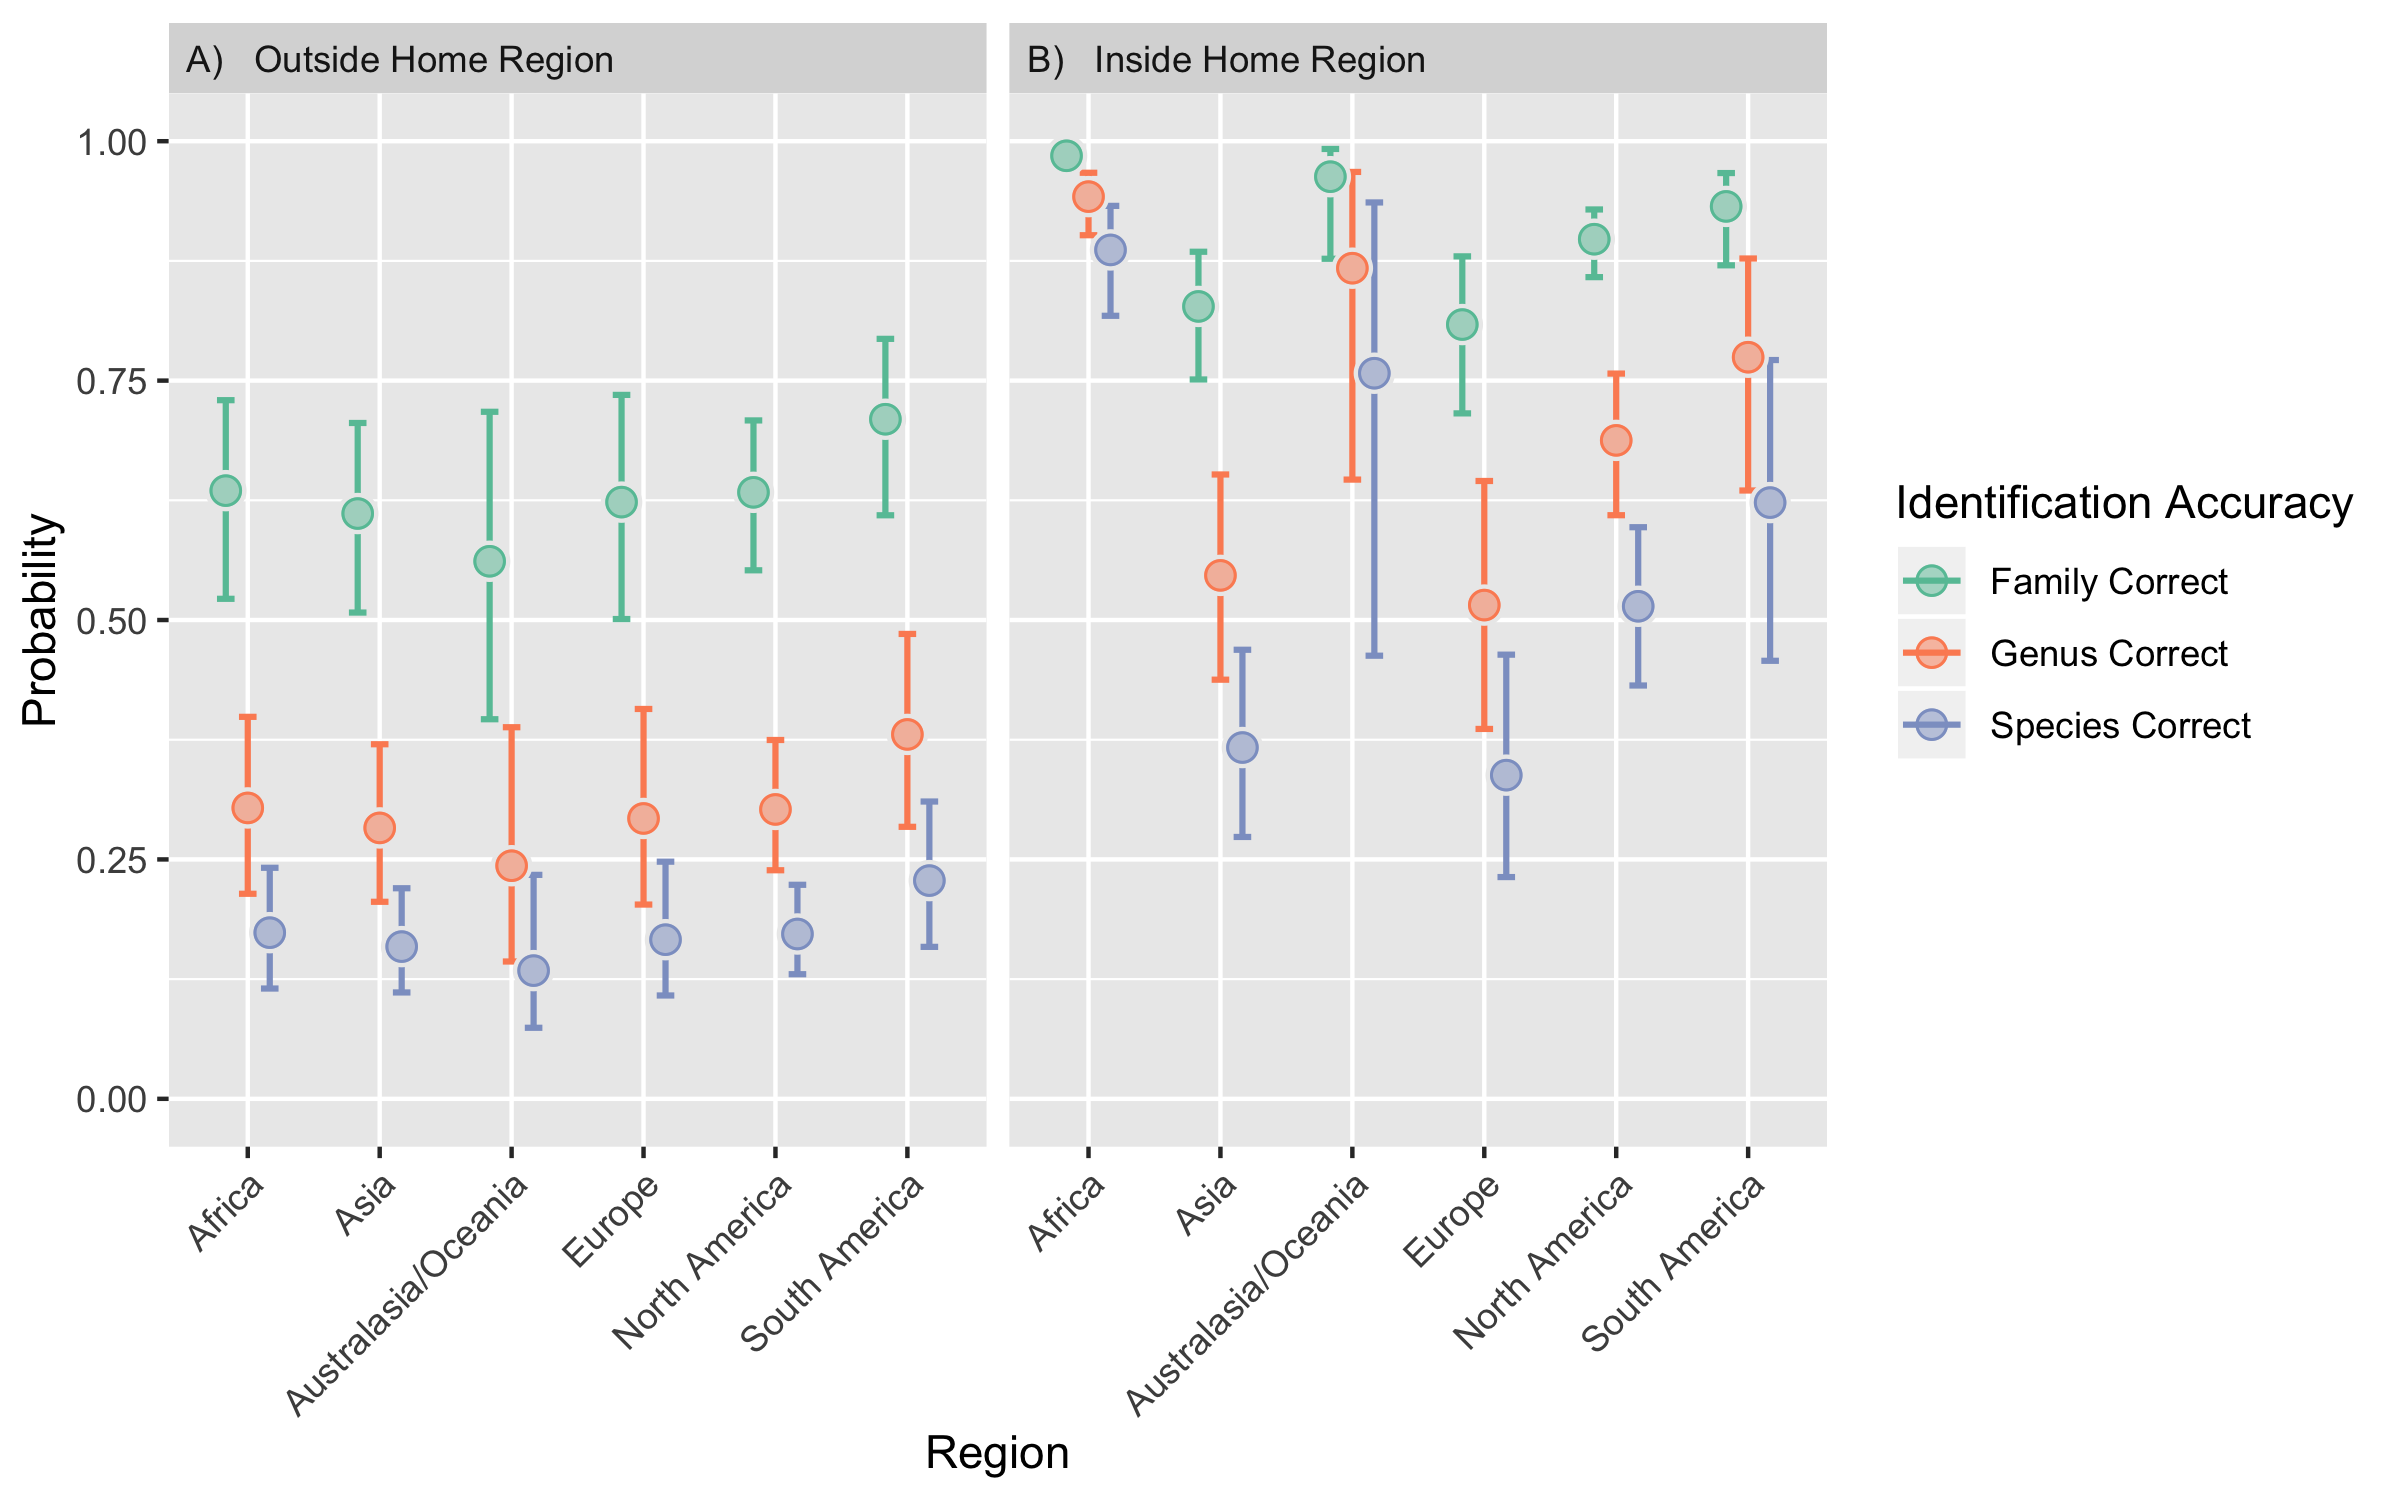 A) Outside Home Region
B) Inside Home Region
1.00
0.75
0.50
0.25
0.00
Probability
Africa
Asia
Australasia/Oceania
Europe
North America
South America
Africa
Asia
Australasia/Oceania
Europe
North America
South America
Region
Identification Accuracy
Family Correct
Genus Correct
Species Correct